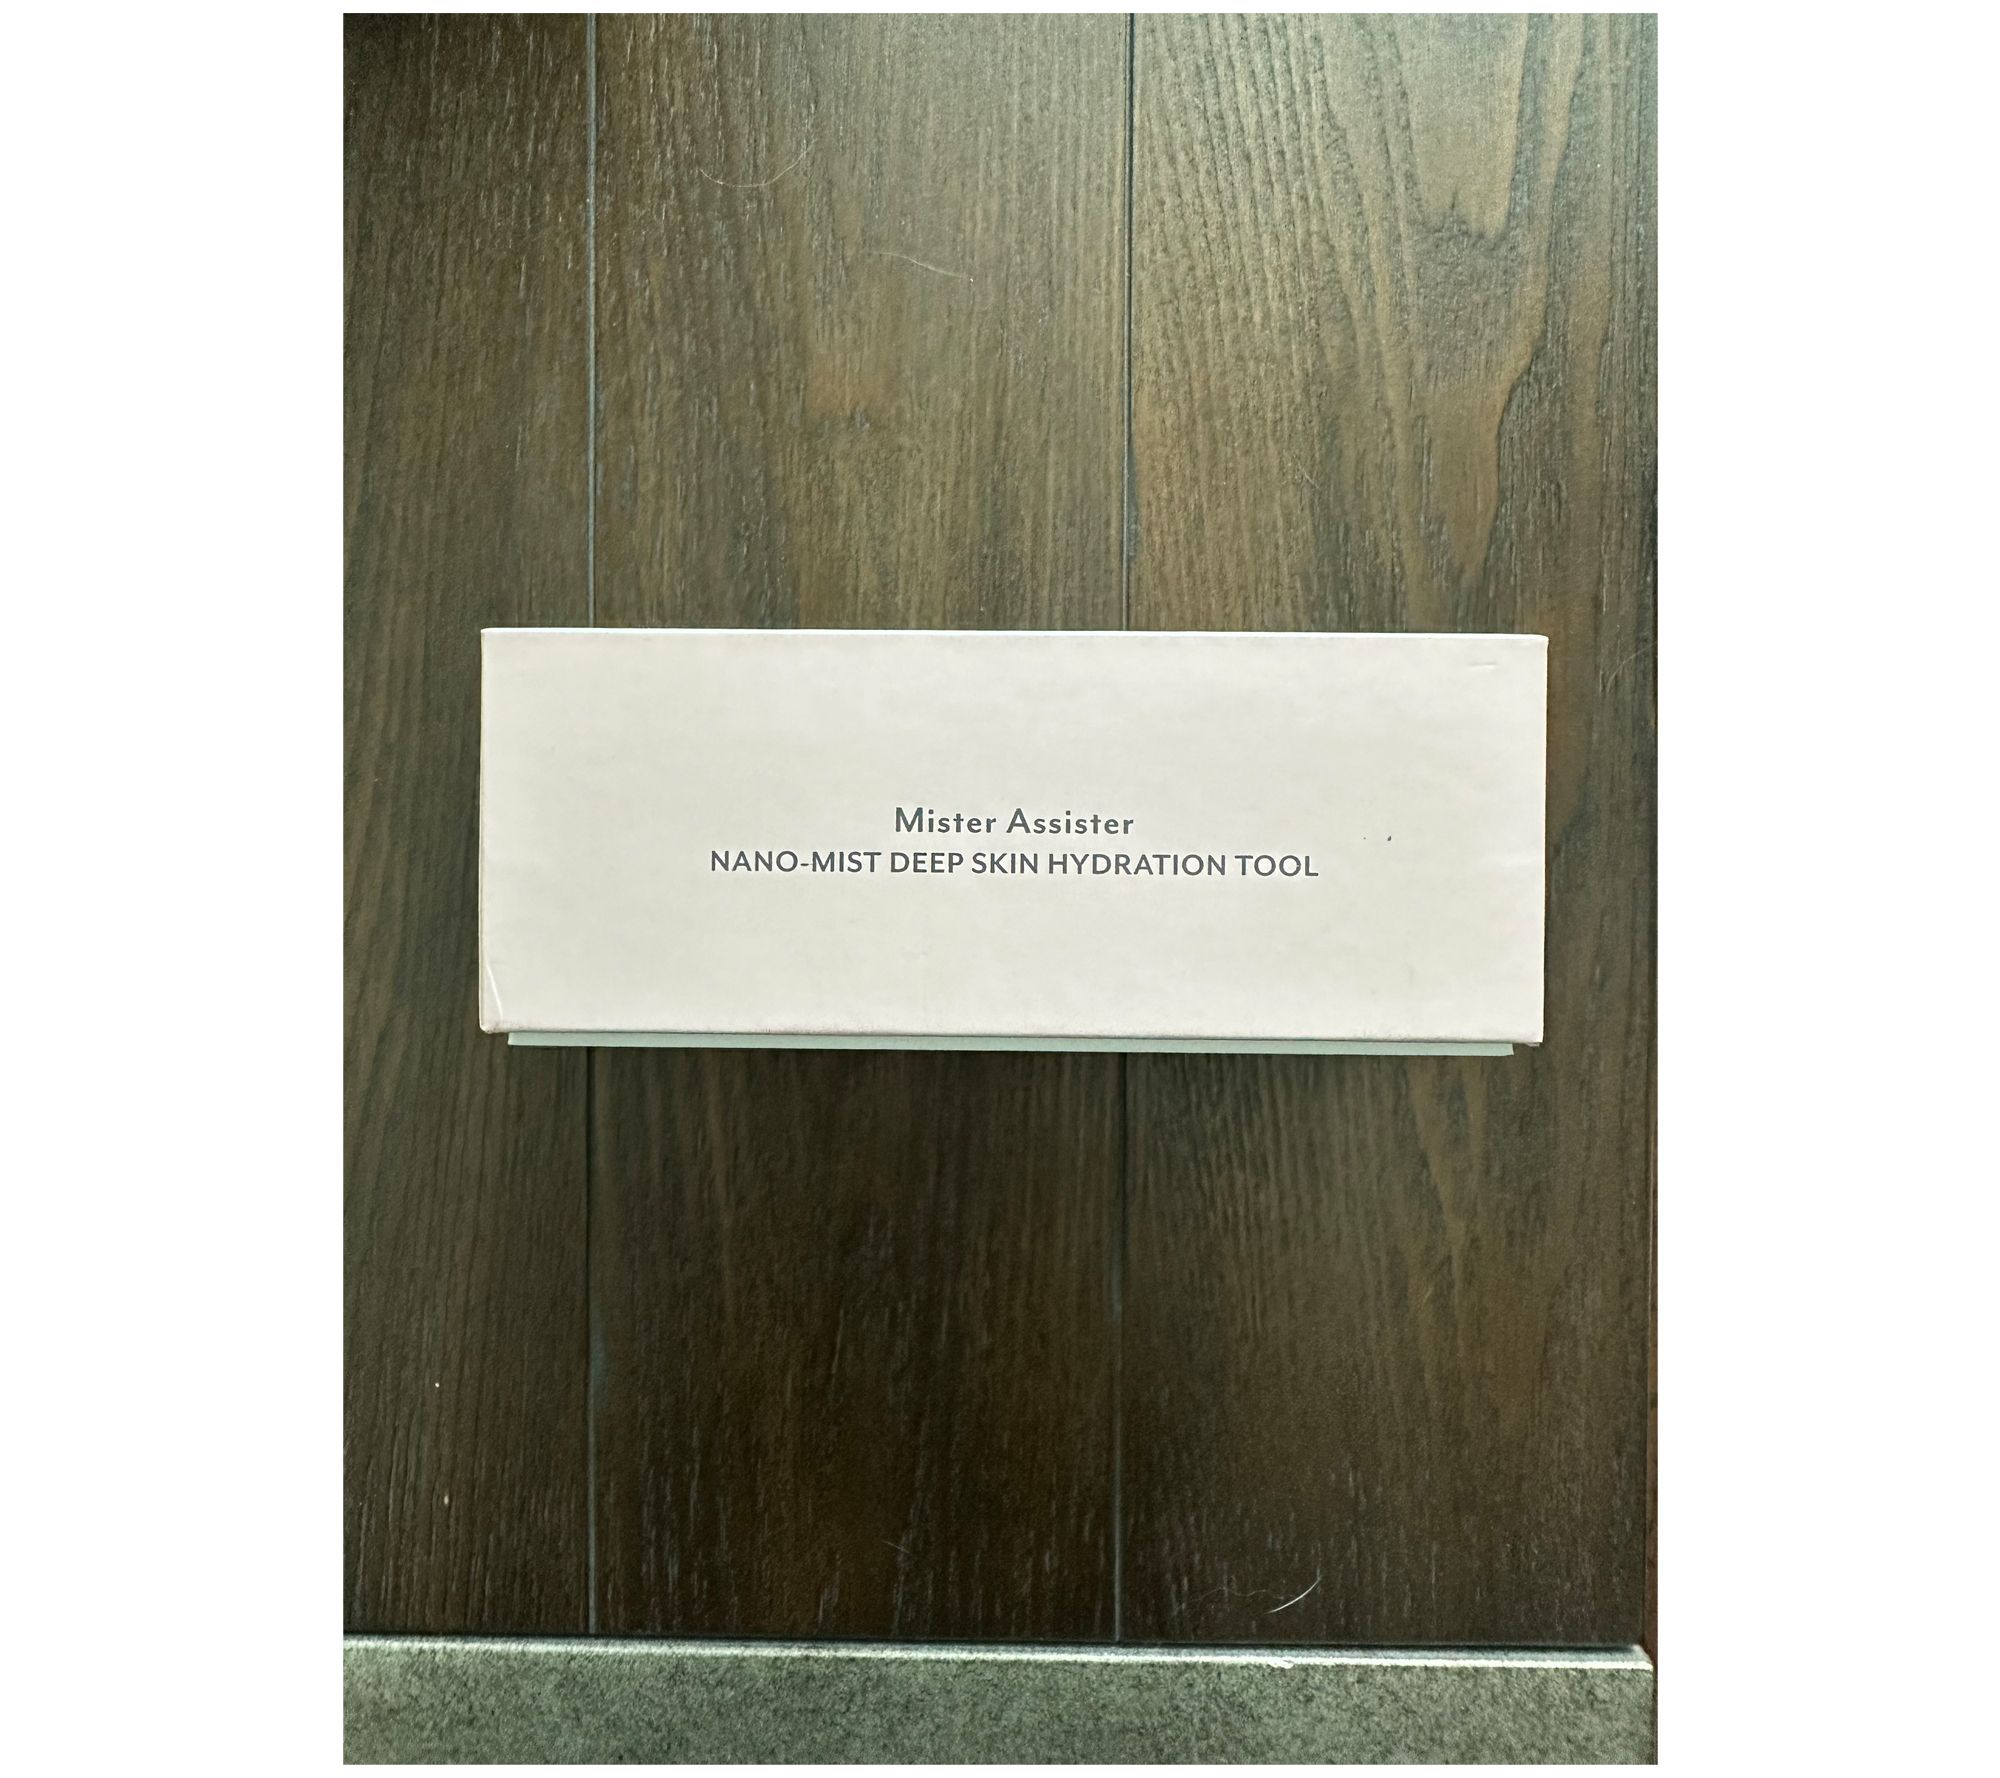 Mister Assister
NANO-MIST DEEP SKIN HYDRATION TOOL